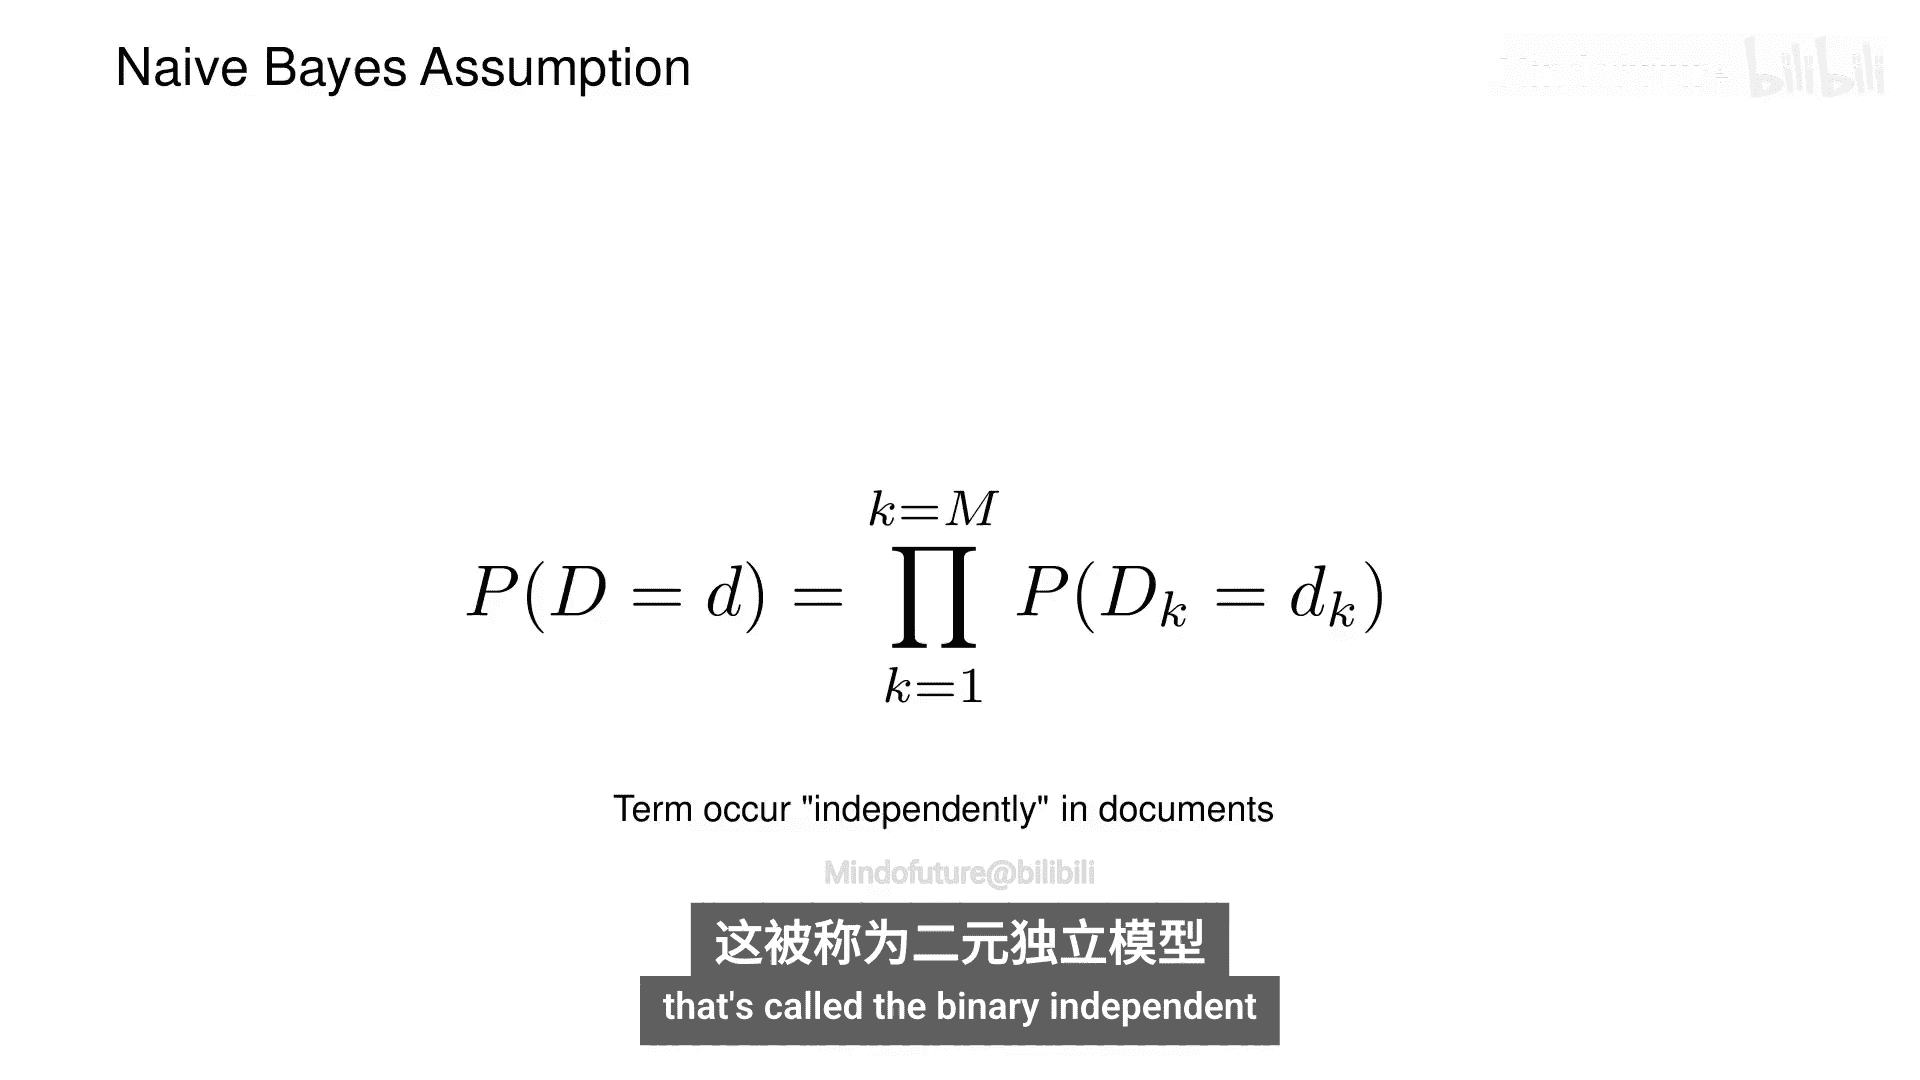 Naive Bayes Assumption
bilibili
k=M
P(D = d) = ∏ P(D_k = d_k)
k=1
Term occur "independently" in documents
Mindofuture@bilibili
这被称为二元独立模型
that's called the binary independent